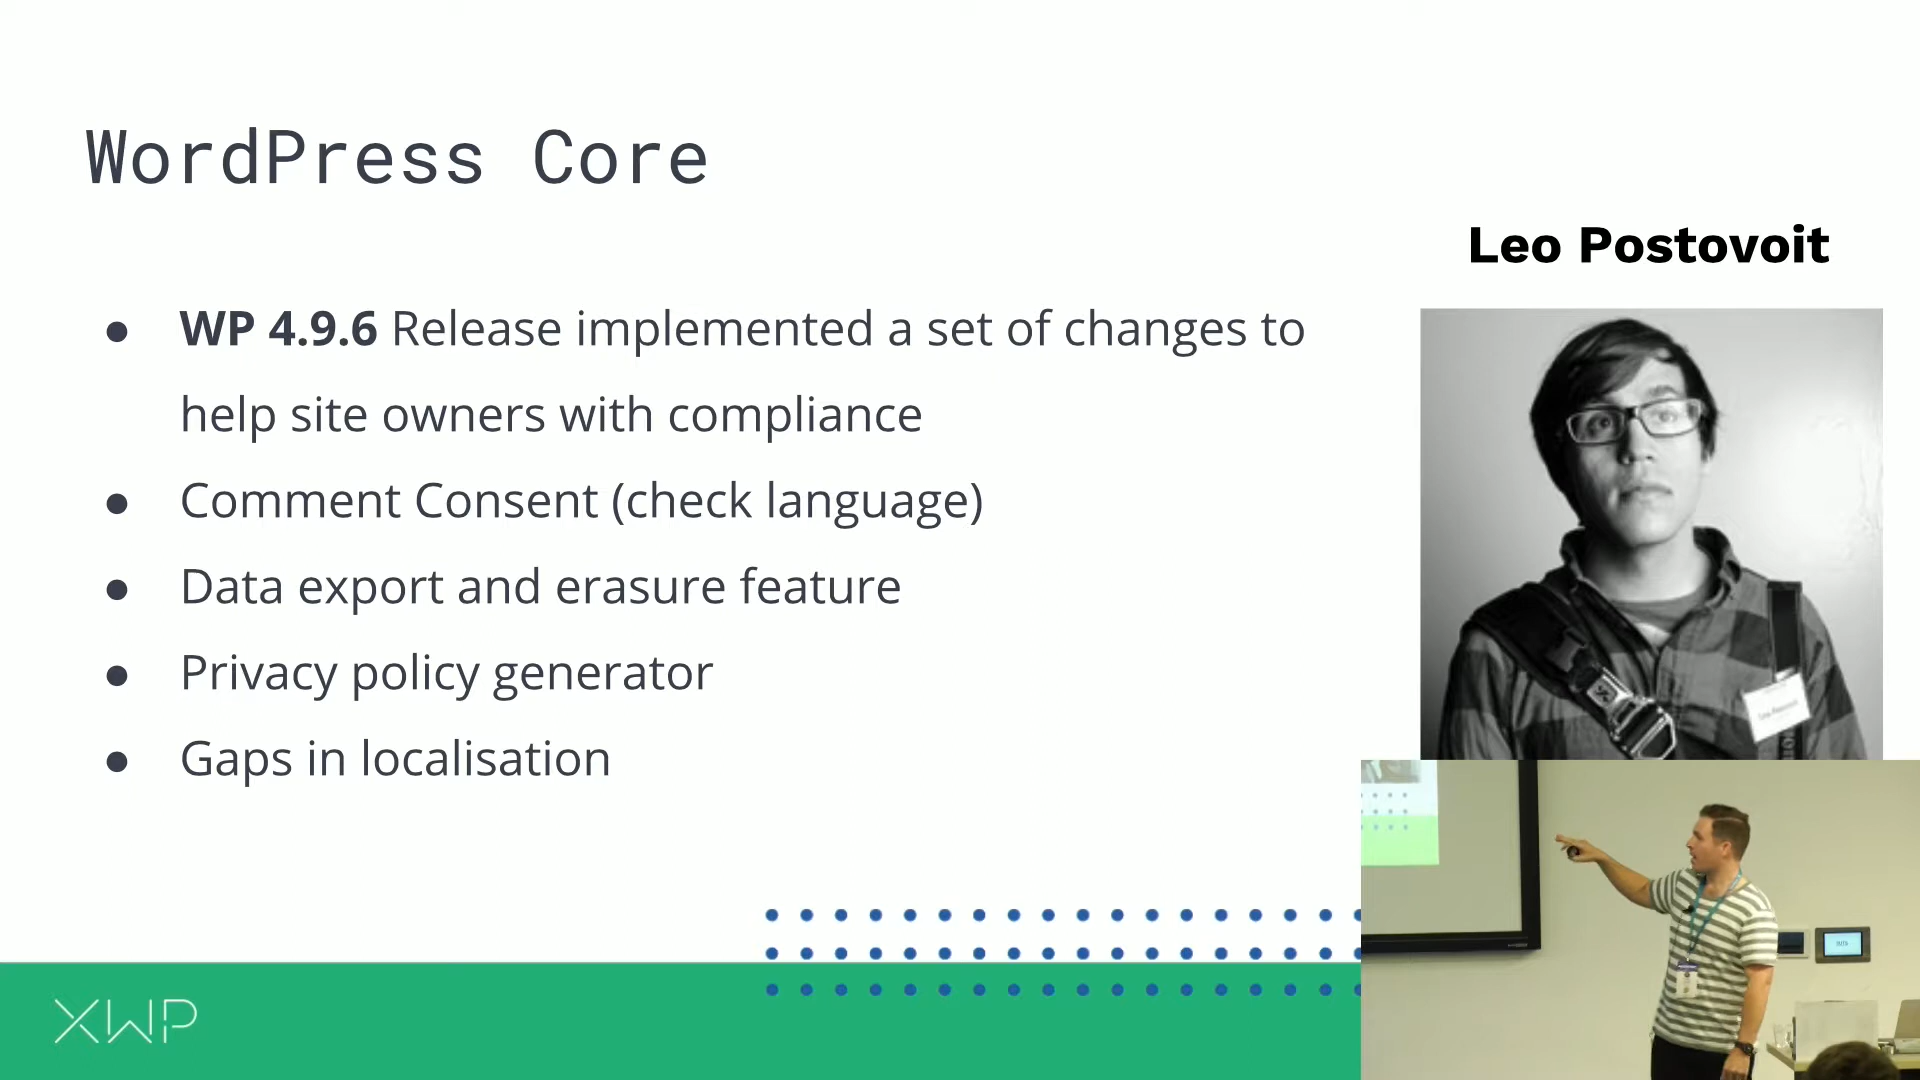 WordPress Core
Leo Postovoit
● WP 4.9.6 Release implemented a set of changes to
help site owners with compliance
● Comment Consent (check language)
● Data export and erasure feature
● Privacy policy generator
● Gaps in localisation
XWP